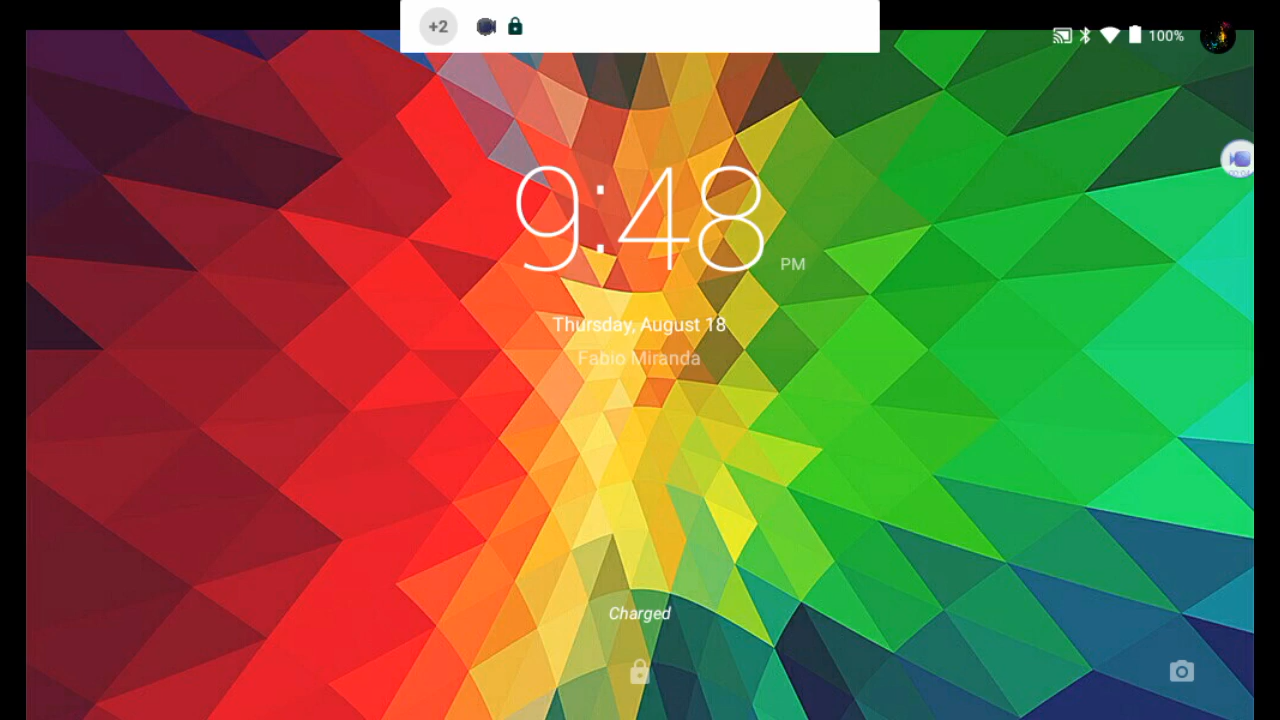 +2
100%
9:48 PM
Thursday, August 18
Fabio Miranda
Charged